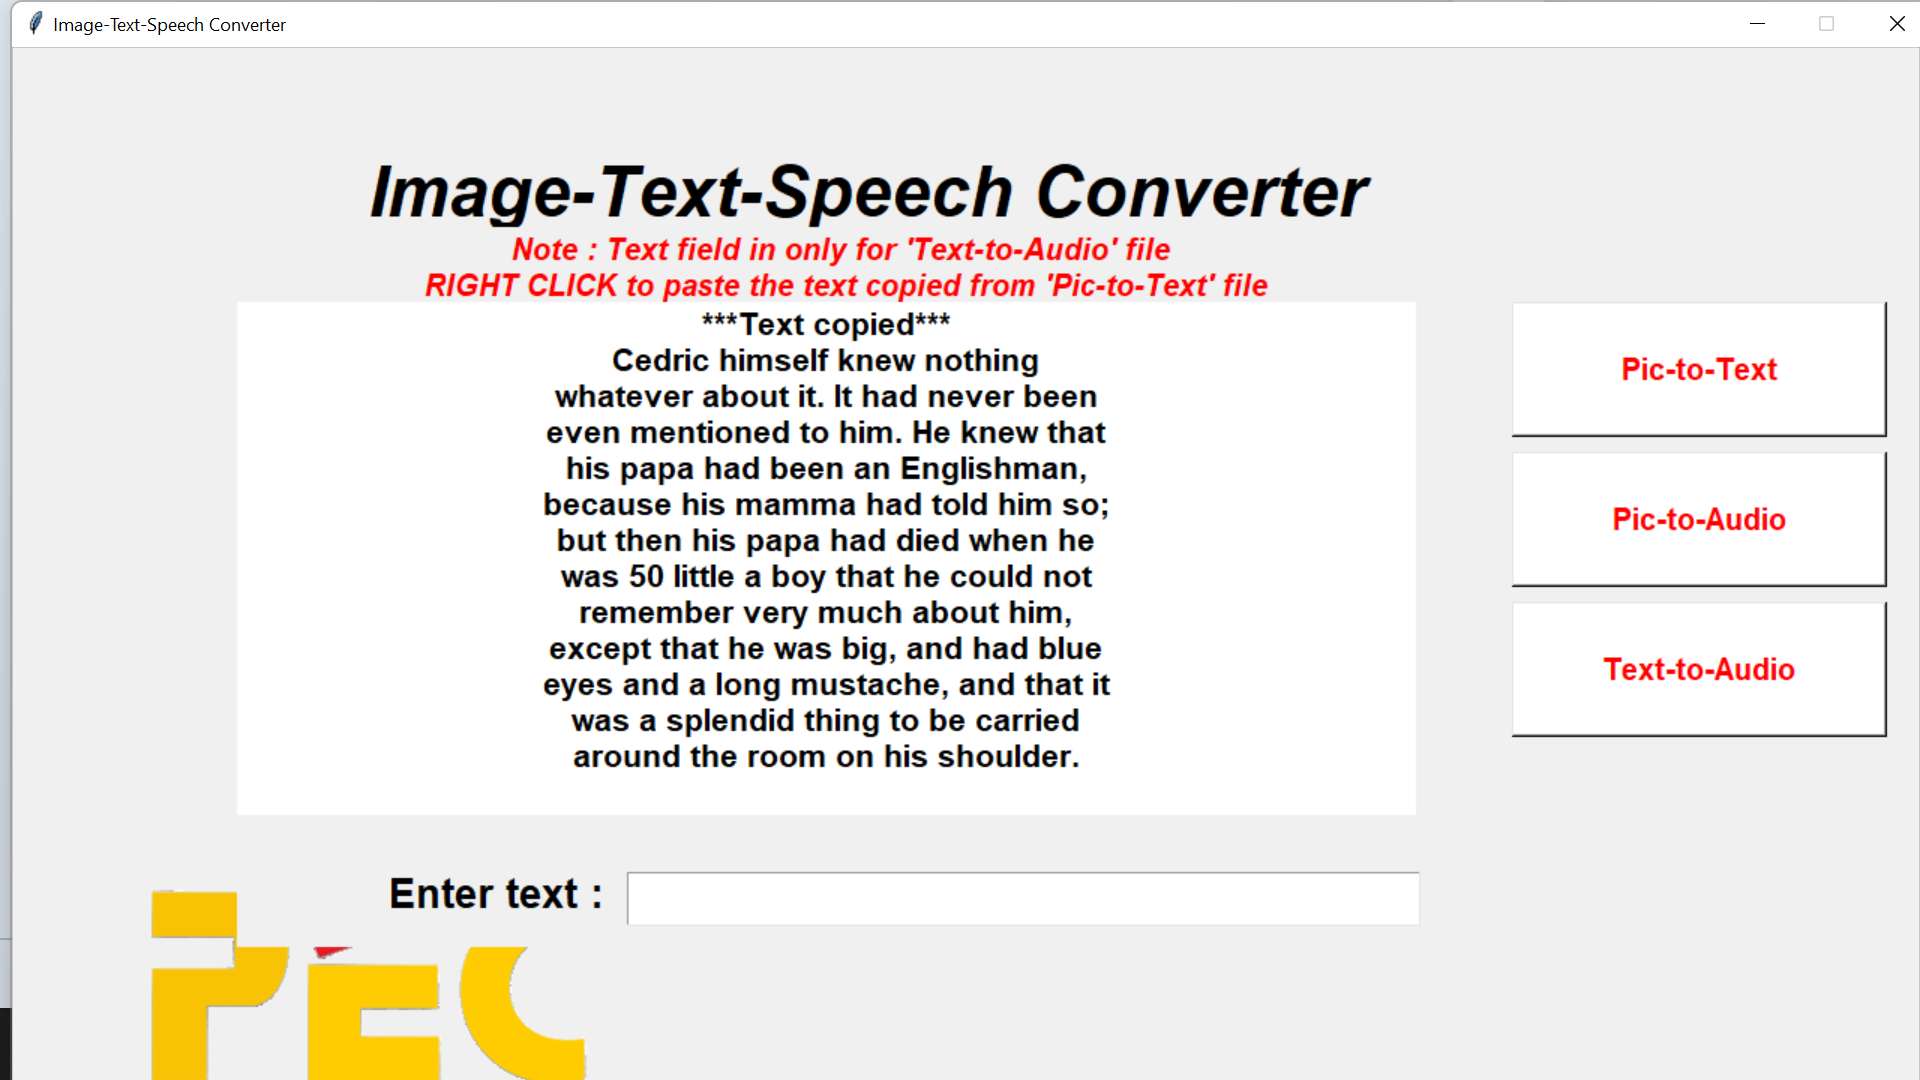 Image-Text-Speech Converter
Image-Text-Speech Converter
Note : Text field in only for 'Text-to-Audio' file
RIGHT CLICK to paste the text copied from 'Pic-to-Text' file
***Text copied***
Cedric himself knew nothing
whatever about it. It had never been
even mentioned to him. He knew that
his papa had been an Englishman,
because his mamma had told him so;
but then his papa had died when he
was 50 little a boy that he could not
remember very much about him,
except that he was big, and had blue
eyes and a long mustache, and that it
was a splendid thing to be carried
around the room on his shoulder.
Pic-to-Text
Pic-to-Audio
Text-to-Audio
Enter text :
PEC